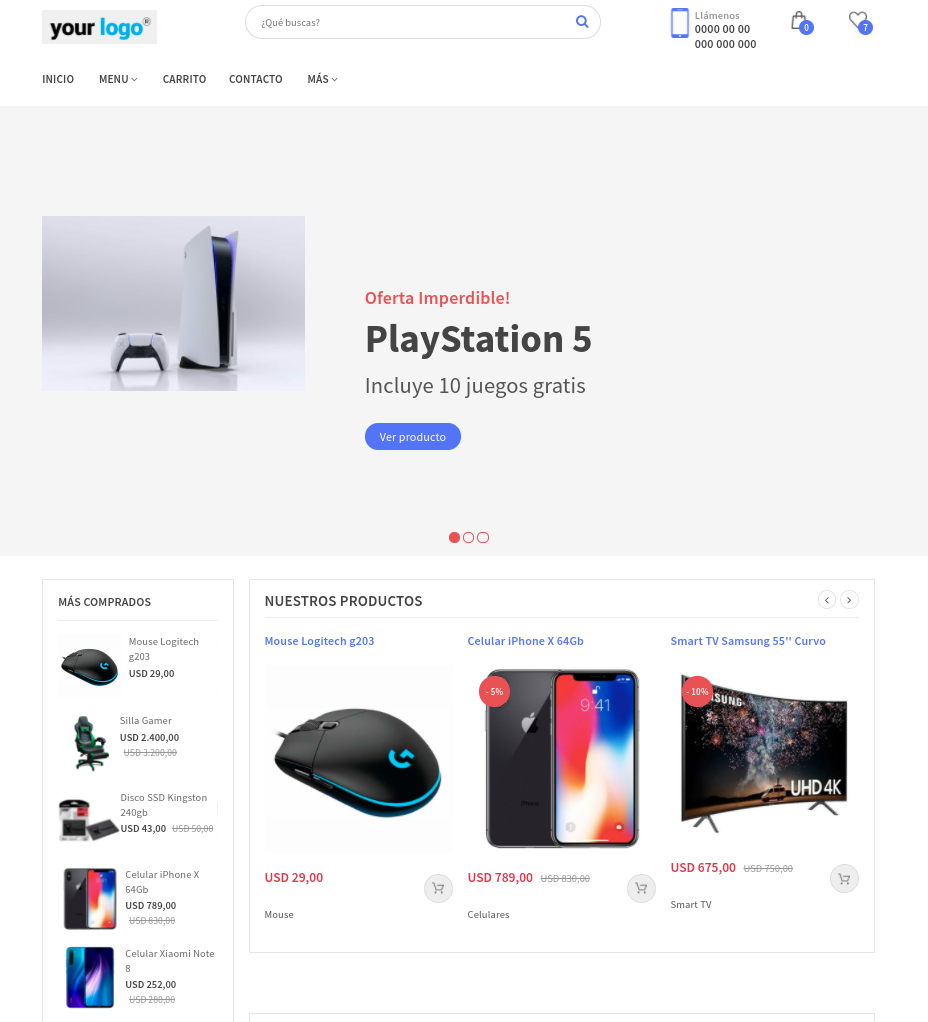 your logo®
¿Qué buscas?
Llámenos
0000 00 00
000 000 000
0
7
INICIO
MENU
CARRITO
CONTACTO
MÁS
Oferta Imperdible!
PlayStation 5
Incluye 10 juegos gratis
Ver producto
MÁS COMPRADOS
Mouse Logitech
g203
USD 29,00
Silla Gamer
USD 2.400,00
USD 3.200,00
Disco SSD Kingston
240gb
USD 43,00 USD 50,00
Celular iPhone X
64Gb
USD 789,00
USD 830,00
Celular Xiaomi Note
8
USD 252,00
USD 280,00
NUESTROS PRODUCTOS
Mouse Logitech g203
USD 29,00
Mouse
Celular iPhone X 64Gb
- 5%
9:41
iPhone
USD 789,00 USD 830,00
Celulares
Smart TV Samsung 55'' Curvo
- 10%
SAMSUNG
UHD 4K
USD 675,00 USD 750,00
Smart TV